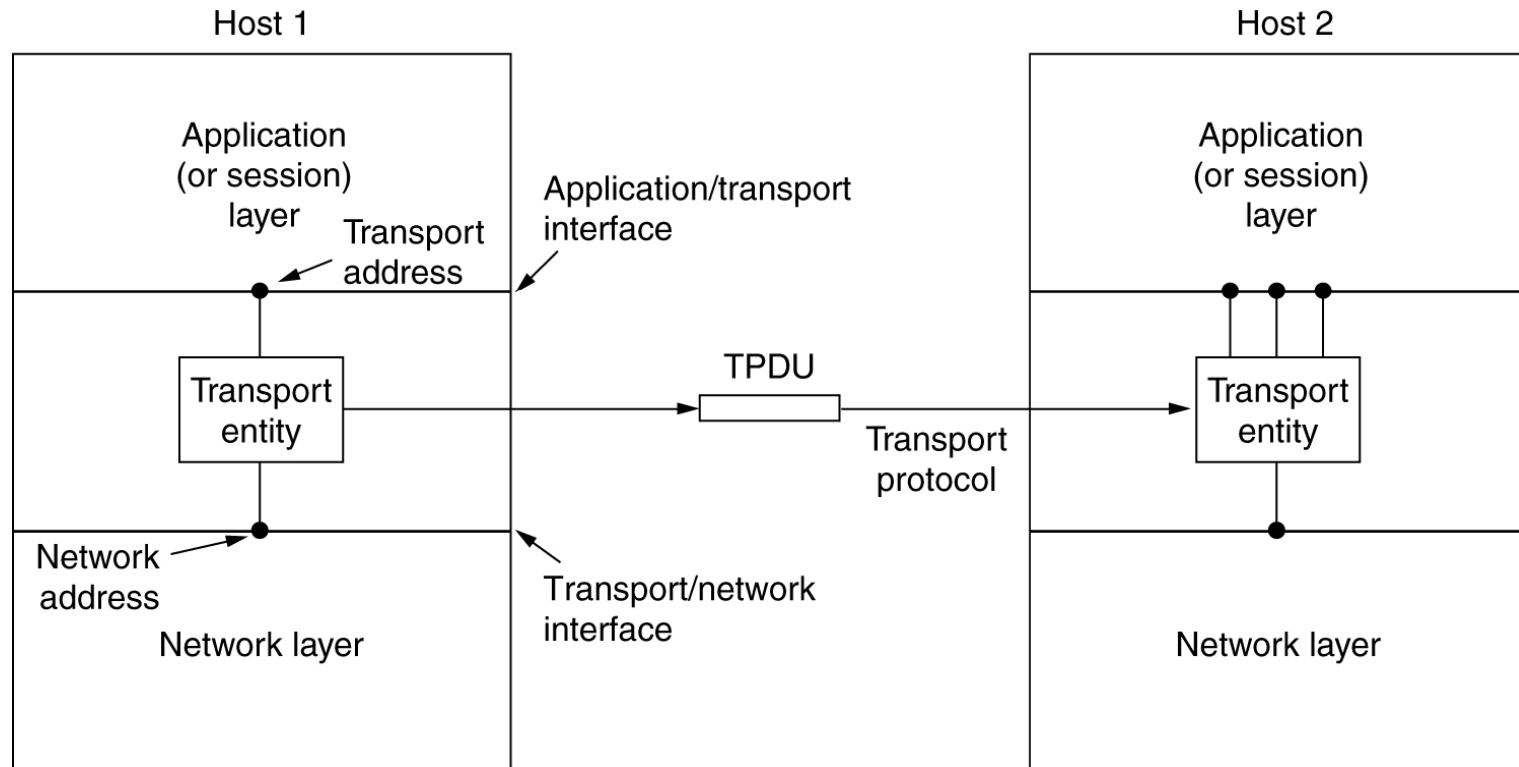 Host 1
Host 2
Application
(or session)
layer
Transport
address
Application/transport
interface
Application
(or session)
layer
Transport
entity
TPDU
Transport
protocol
Transport
entity
Network
address
Transport/network
interface
Network layer
Network layer